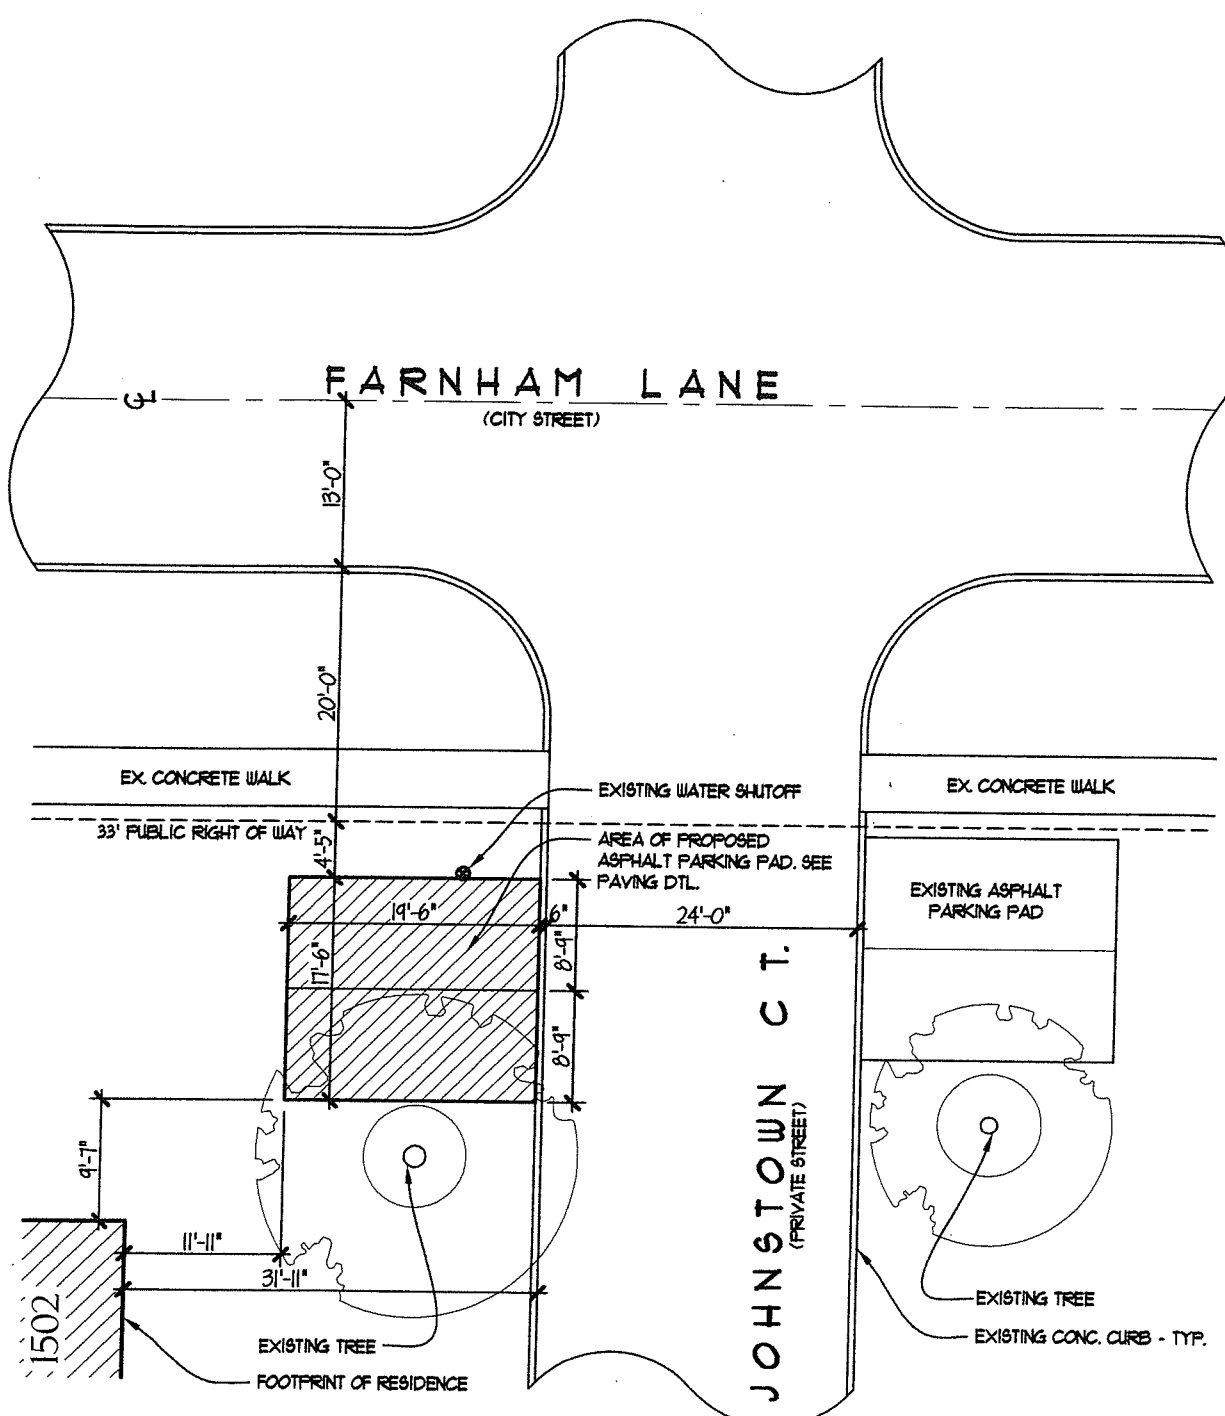 FARNHAM LANE
(CITY STREET)
13'-0"
20'-0"
EX. CONCRETE WALK
EX. CONCRETE WALK
EXISTING WATER SHUTOFF
33' PUBLIC RIGHT OF WAY
4'-5"
AREA OF PROPOSED
ASPHALT PARKING PAD. SEE
PAVING DTL.
EXISTING ASPHALT
PARKING PAD
19'-6"
6"
24'-0"
17'-6"
8'-9"
8'-9"
JOHNSTOWN CT.
(PRIVATE STREET)
9'-7"
11'-11"
31'-11"
1502
EXISTING TREE
FOOTPRINT OF RESIDENCE
EXISTING TREE
EXISTING CONC. CURB - TYP.